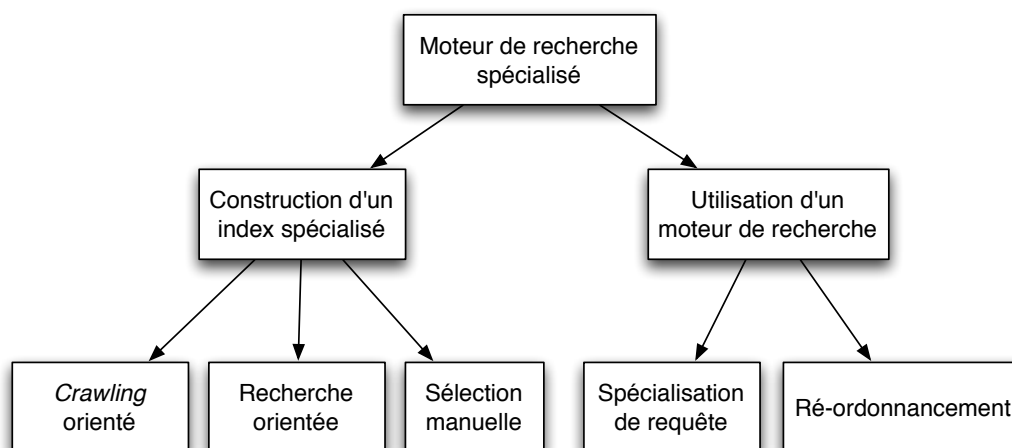 Moteur de recherche
spécialisé
Construction d'un
index spécialisé
Utilisation d'un
moteur de recherche
Crawling
orienté
Recherche
orientée
Sélection
manuelle
Spécialisation
de requête
Ré-ordonnancement